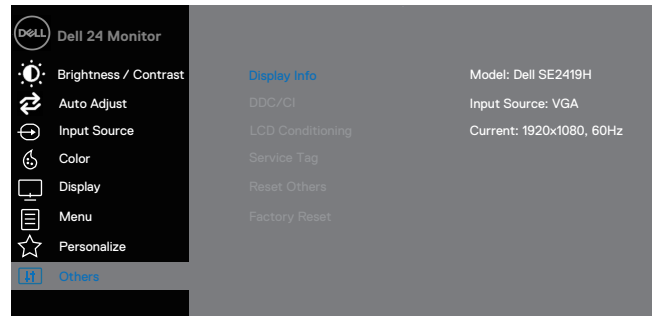 DELL Dell 24 Monitor
Brightness / Contrast Display Info Model: Dell SE2419H
Auto Adjust DDC/CI Input Source: VGA
Input Source LCD Conditioning Current: 1920x1080, 60Hz
Color Service Tag
Display Reset Others
Menu Factory Reset
Personalize
Others